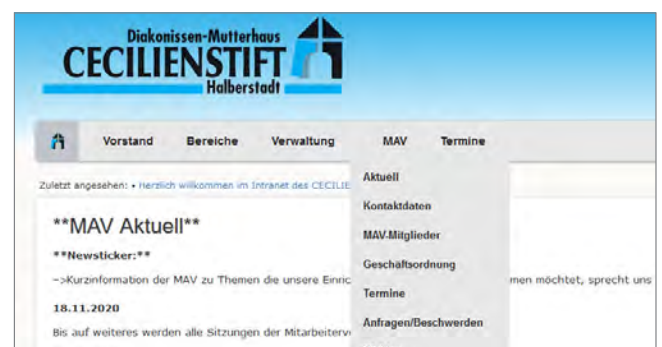 Diakonissen-Mutterhaus
CECILIENSTIFT
Halberstadt
Vorstand Bereiche Verwaltung MAV Termine
Zuletzt angesehen: • Herzlich willkommen im Intranet des CECILIE
Aktuell
Kontaktdaten
MAV-Mitglieder
Geschäftsordnung
Termine
Anfragen/Beschwerden
**MAV Aktuell**
**Newsticker:**
->Kurzinformation der MAV zu Themen die unsere Einric men möchtet, sprecht uns
18.11.2020
Bis auf weiteres werden alle Sitzungen der Mitarbeiterv